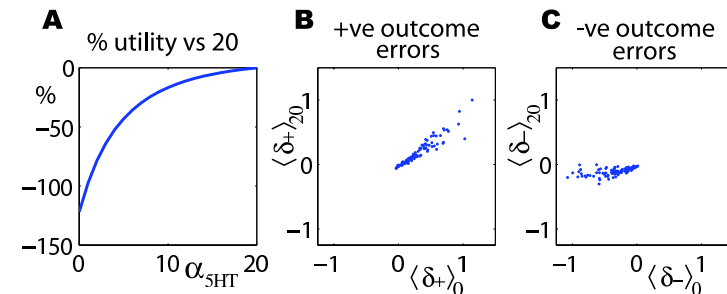 A
% utility vs 20
%
0
−50
−100
−150
0
10
20
α5HT
B
+ve outcome
errors
⟨δ+⟩20
1
0
−1
−1
0
1
⟨δ+⟩0
C
-ve outcome
errors
⟨δ−⟩20
1
0
−1
−1
0
1
⟨δ−⟩0